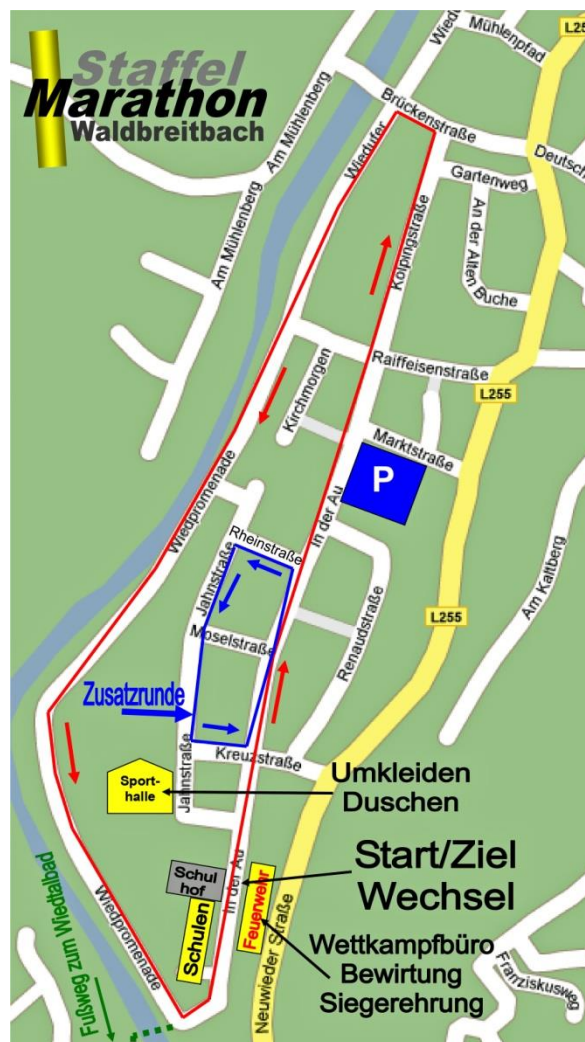 Staffel
Marathon
Waldbreitbach
Mühlenpfad
L255
Am Mühlenberg
Am Mühlenberg
Wiedufer
Brückenstraße
Deutsch
Gartenweg
An der Alten
Buche
Kolpingstraße
Raiffeisenstraße
Kirchmorgen
L255
Marktstraße
P
Wiedpromenade
In der Au
Rheinstraße
Jahnstraße
Am Kaltberg
Renaudstraße
L255
Moselstraße
Zusatzrunde
Kreuzstraße
Jahnstraße
Sport-
halle
Umkleiden
Duschen
Start/Ziel
Wechsel
Schul
hof
In der Au
Schulen
Feuerwehr
Wiedpromenade
Neuwieder Straße
Wettkampfbüro
Bewirtung
Siegerehrung
Fußweg zum Wiedtalbad
Franziskusweg